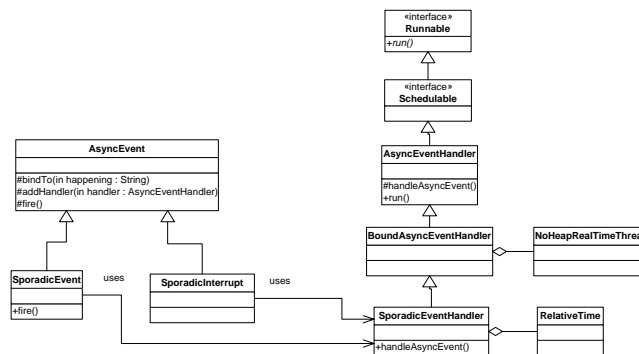 «interface»
Runnable
+run()
«interface»
Schedulable
AsyncEvent
#bindTo(in happening : String)
#addHandler(in handler : AsyncEventHandler)
#fire()
AsyncEventHandler
#handleAsyncEvent()
+run()
BoundAsyncEventHandler
NoHeapRealTimeThrea
SporadicEvent
+fire()
uses
SporadicInterrupt
uses
SporadicEventHandler
+handleAsyncEvent()
RelativeTime